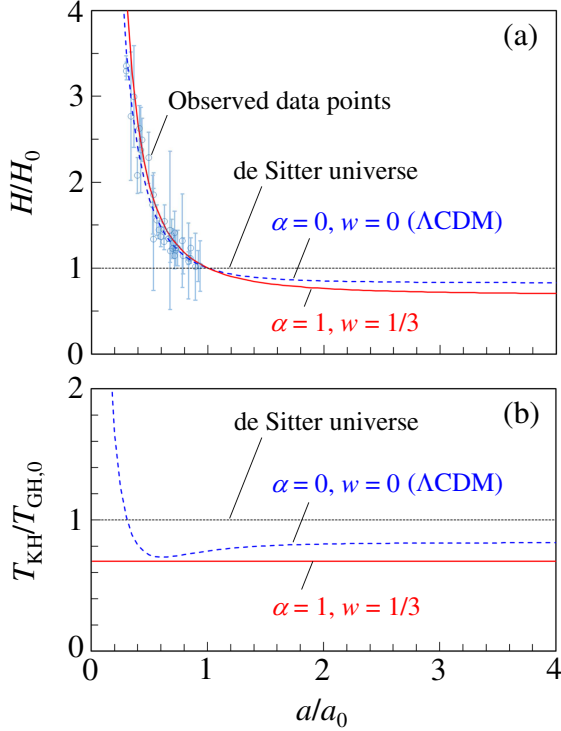 4
(a)
3
Observed data points
H/H0
2
de Sitter universe
α = 0, w = 0 (ΛCDM)
1
α = 1, w = 1/3
0
2
(b)
de Sitter universe
α = 0, w = 0 (ΛCDM)
TKH/TGH,0
1
α = 1, w = 1/3
0
0 1 2 3 4
a/a0